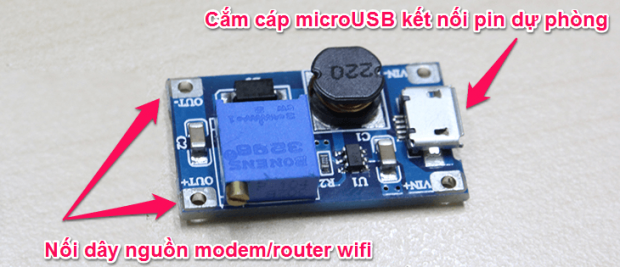 Cắm cáp microUSB kết nối pin dự phòng
220
VIN-
OUT-
C1
C2
3296
R2
U1
OUT+
VIN+
Nối dây nguồn modem/router wifi